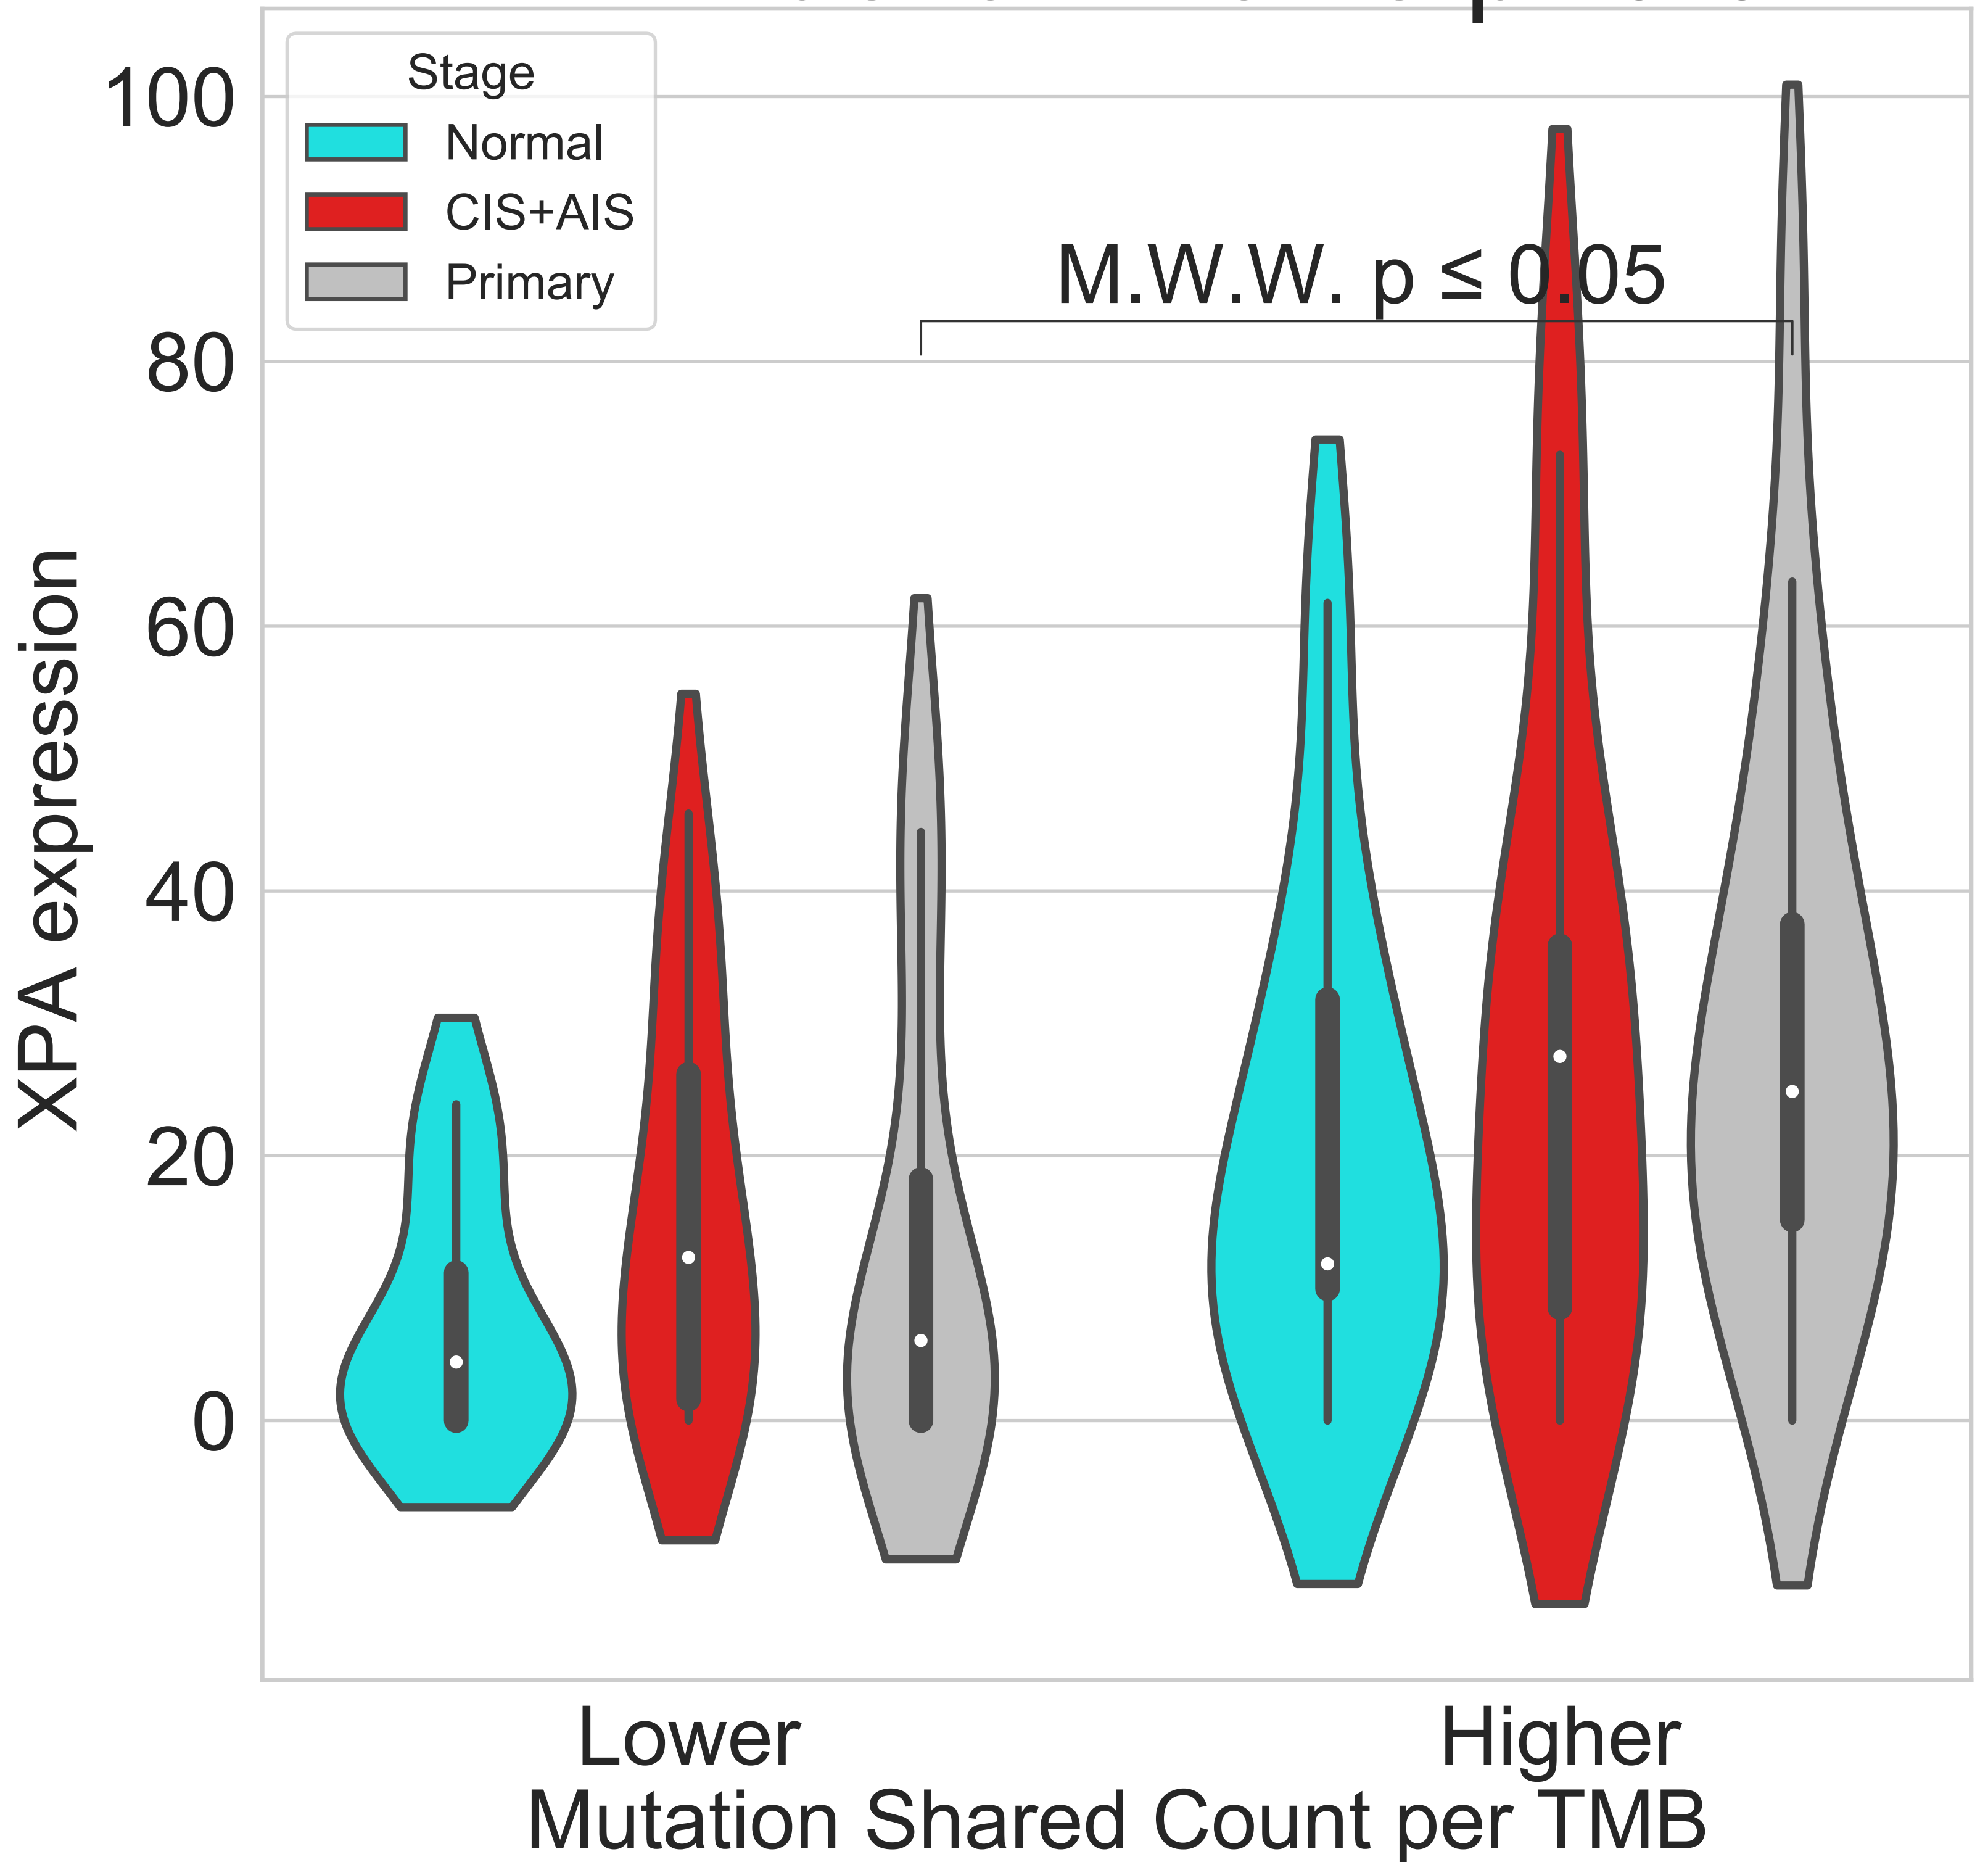 Stage
Normal
CIS+AIS
Primary
M.W.W. p ≤ 0.05
100
80
60
40
20
0
XPA expression
Lower
Higher
Mutation Shared Count per TMB